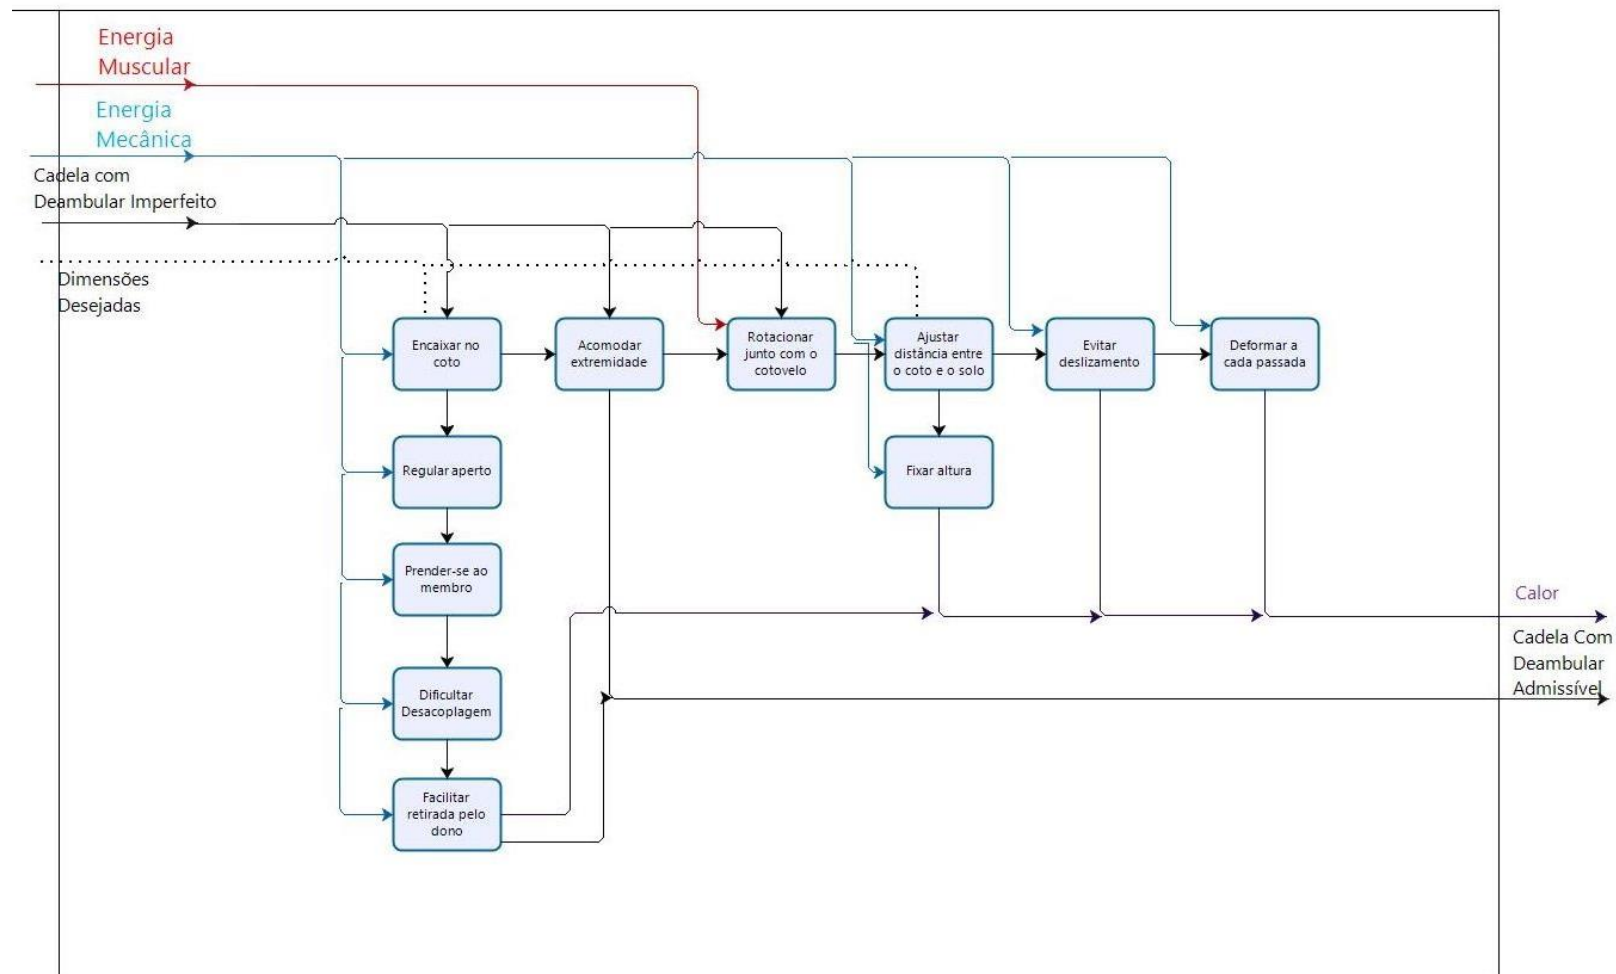 Energia
Muscular
Energia
Mecânica
Cadela com
Deambular Imperfeito
Dimensões
Desejadas
Encaixar no
coto
Acomodar
extremidade
Rotacionar
junto com o
cotovelo
Ajustar
distância entre
o coto e o solo
Evitar
deslizamento
Deformar a
cada passada
Regular aperto
Fixar altura
Prender-se ao
membro
Dificultar
Desacoplagem
Facilitar
retirada pelo
dono
Calor
Cadela Com
Deambular
Admissível